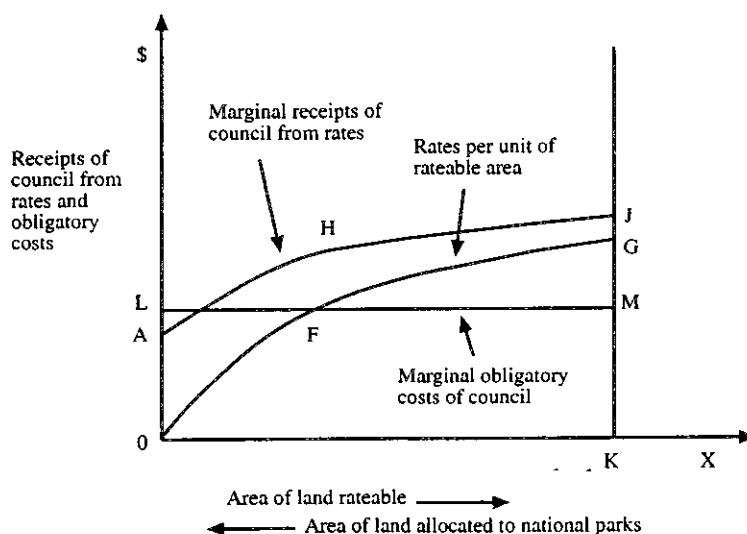 $
Marginal receipts of
council from rates
Rates per unit of
rateable area
Receipts of
council from
rates and
obligatory
costs
H
J
G
L
M
A
F
Marginal obligatory
costs of council
0
K
X
Area of land rateable
Area of land allocated to national parks